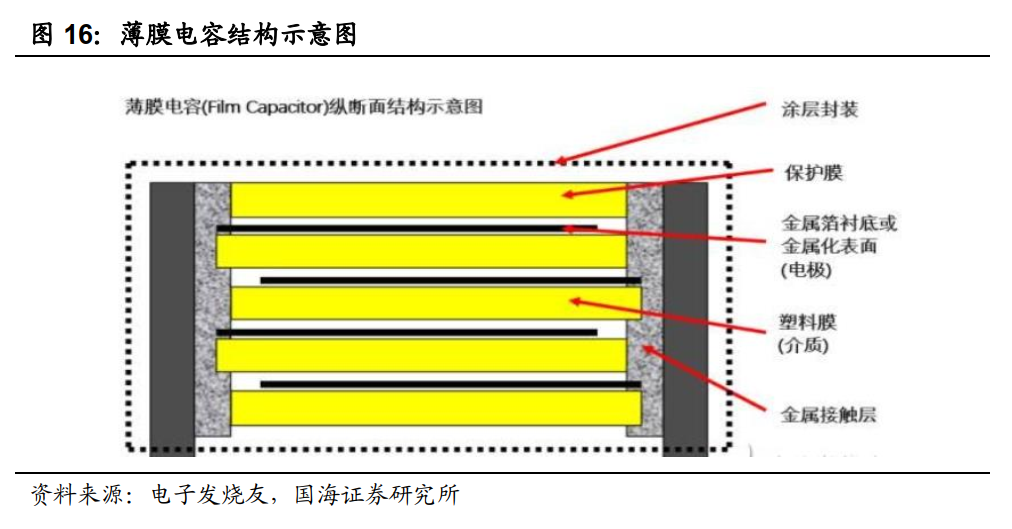 图 16：薄膜电容结构示意图
薄膜电容(Film Capacitor)纵断面结构示意图
涂层封装
保护膜
金属箔衬底或
金属化表面
(电极)
塑料膜
(介质)
金属接触层
资料来源：电子发烧友，国海证券研究所